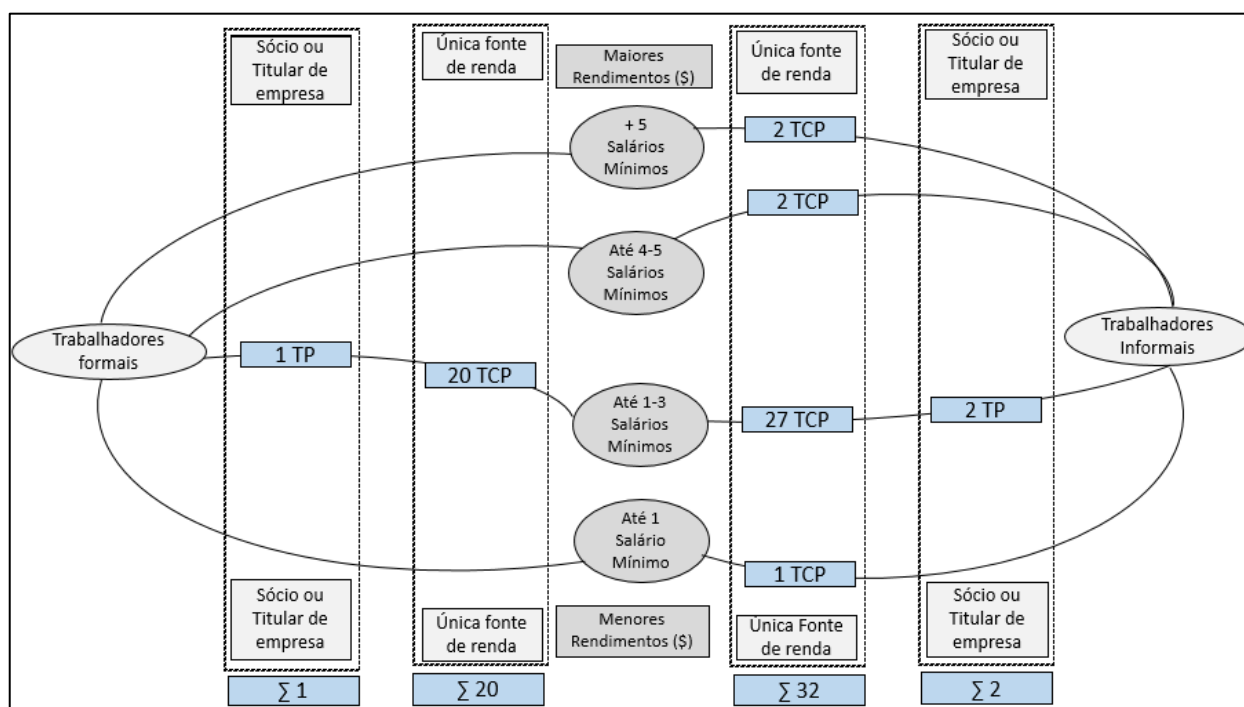 Sócio ou
Titular de
empresa
Única fonte
de renda
Maiores
Rendimentos ($)
Única fonte
de renda
Sócio ou
Titular de
empresa
+ 5
Salários
Mínimos
2 TCP
2 TCP
Até 4-5
Salários
Mínimos
Trabalhadores
formais
1 TP
20 TCP
Trabalhadores
Informais
Até 1-3
Salários
Mínimos
27 TCP
2 TP
Até 1
Salário
Mínimo
1 TCP
Sócio ou
Titular de
empresa
Única fonte
de renda
Menores
Rendimentos ($)
Única Fonte
de renda
Sócio ou
Titular de
empresa
∑ 1
∑ 20
∑ 32
∑ 2